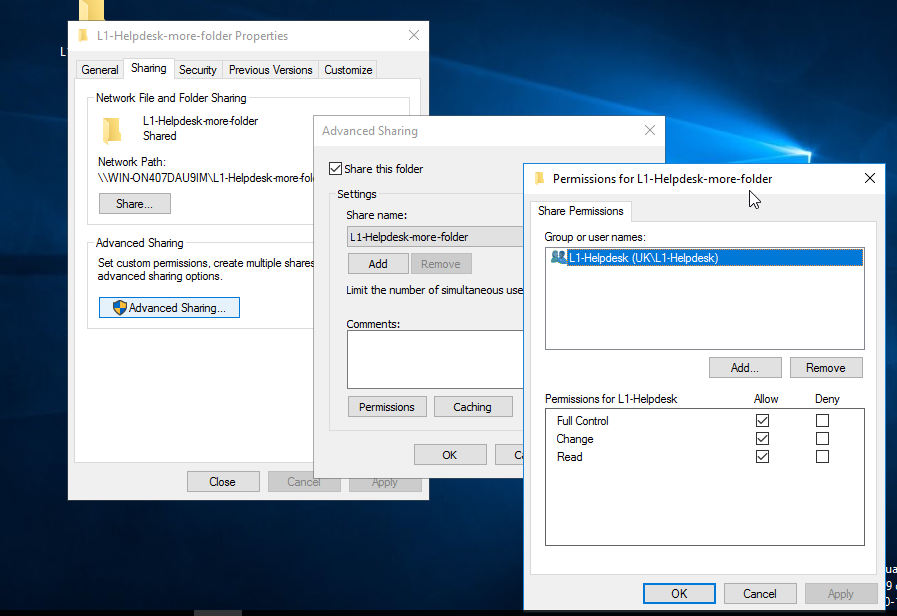 L1-Helpdesk-more-folder Properties
General Sharing Security Previous Versions Customize
Network File and Folder Sharing
L1-Helpdesk-more-folder
Shared
Network Path:
\\WIN-ON407DAU9IM\L1-Helpdesk-more-fol
Share...
Advanced Sharing
Set custom permissions, create multiple shares
advanced sharing options.
Advanced Sharing...
Close Cancel Apply
Advanced Sharing
Share this folder
Settings
Share name:
L1-Helpdesk-more-folder
Add Remove
Limit the number of simultaneous use
Comments:
Permissions Caching
OK
Permissions for L1-Helpdesk-more-folder
Share Permissions
Group or user names:
L1-Helpdesk (UK\L1-Helpdesk)
Add... Remove
Permissions for L1-Helpdesk Allow Deny
Full Control
Change
Read
OK Cancel Apply